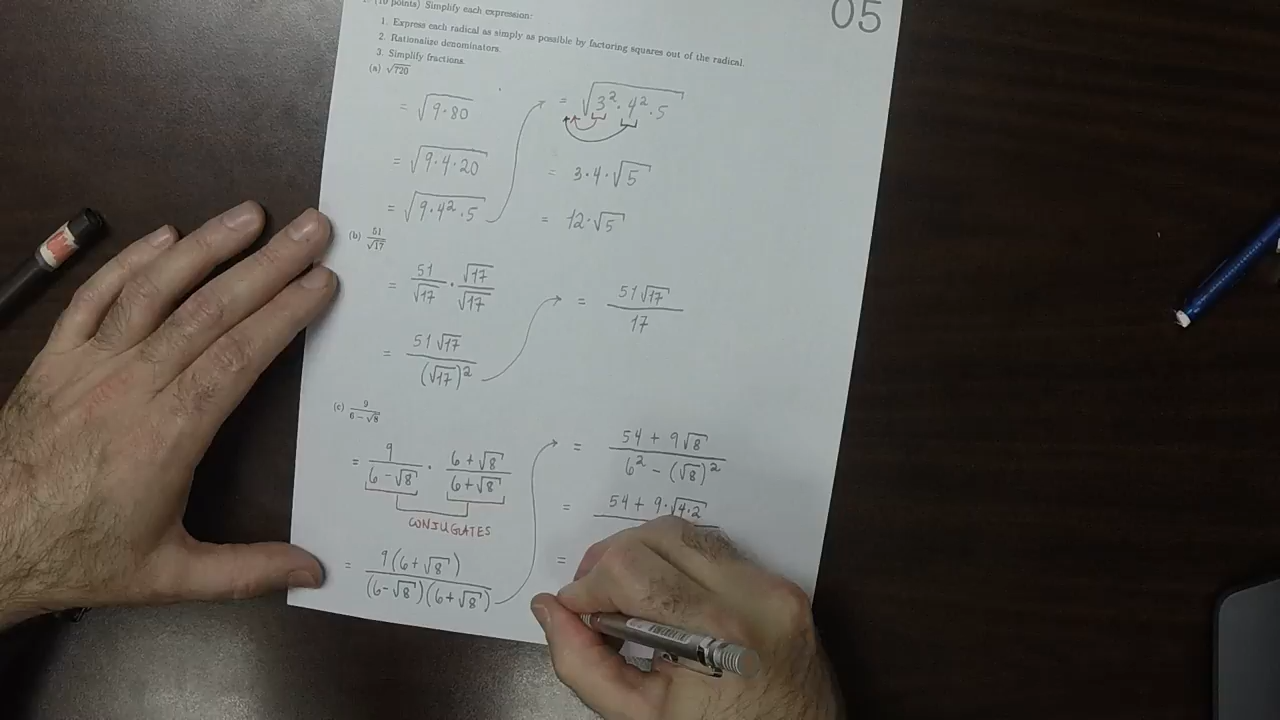 (10 points) Simplify each expression:
1. Express each radical as simply as possible by factoring squares out of the radical.
2. Rationalize denominators.
3. Simplify fractions.
05
(a) √720
= √9·80
= √9·4·20
= √9·4²·5
= √3²·4²·5
= 3·4·√5
= 12·√5
(b) 51/√17
= 51/√17 · √17/√17
= 51√17/(√17)²
= 51√17/17
(c) 9/(6 − √8)
= 9/(6 − √8) · (6 + √8)/(6 + √8)
CONJUGATES
= 9(6 + √8)/((6 − √8)(6 + √8))
= (54 + 9√8)/(6² − (√8)²)
= 54 + 9·√4·2
=